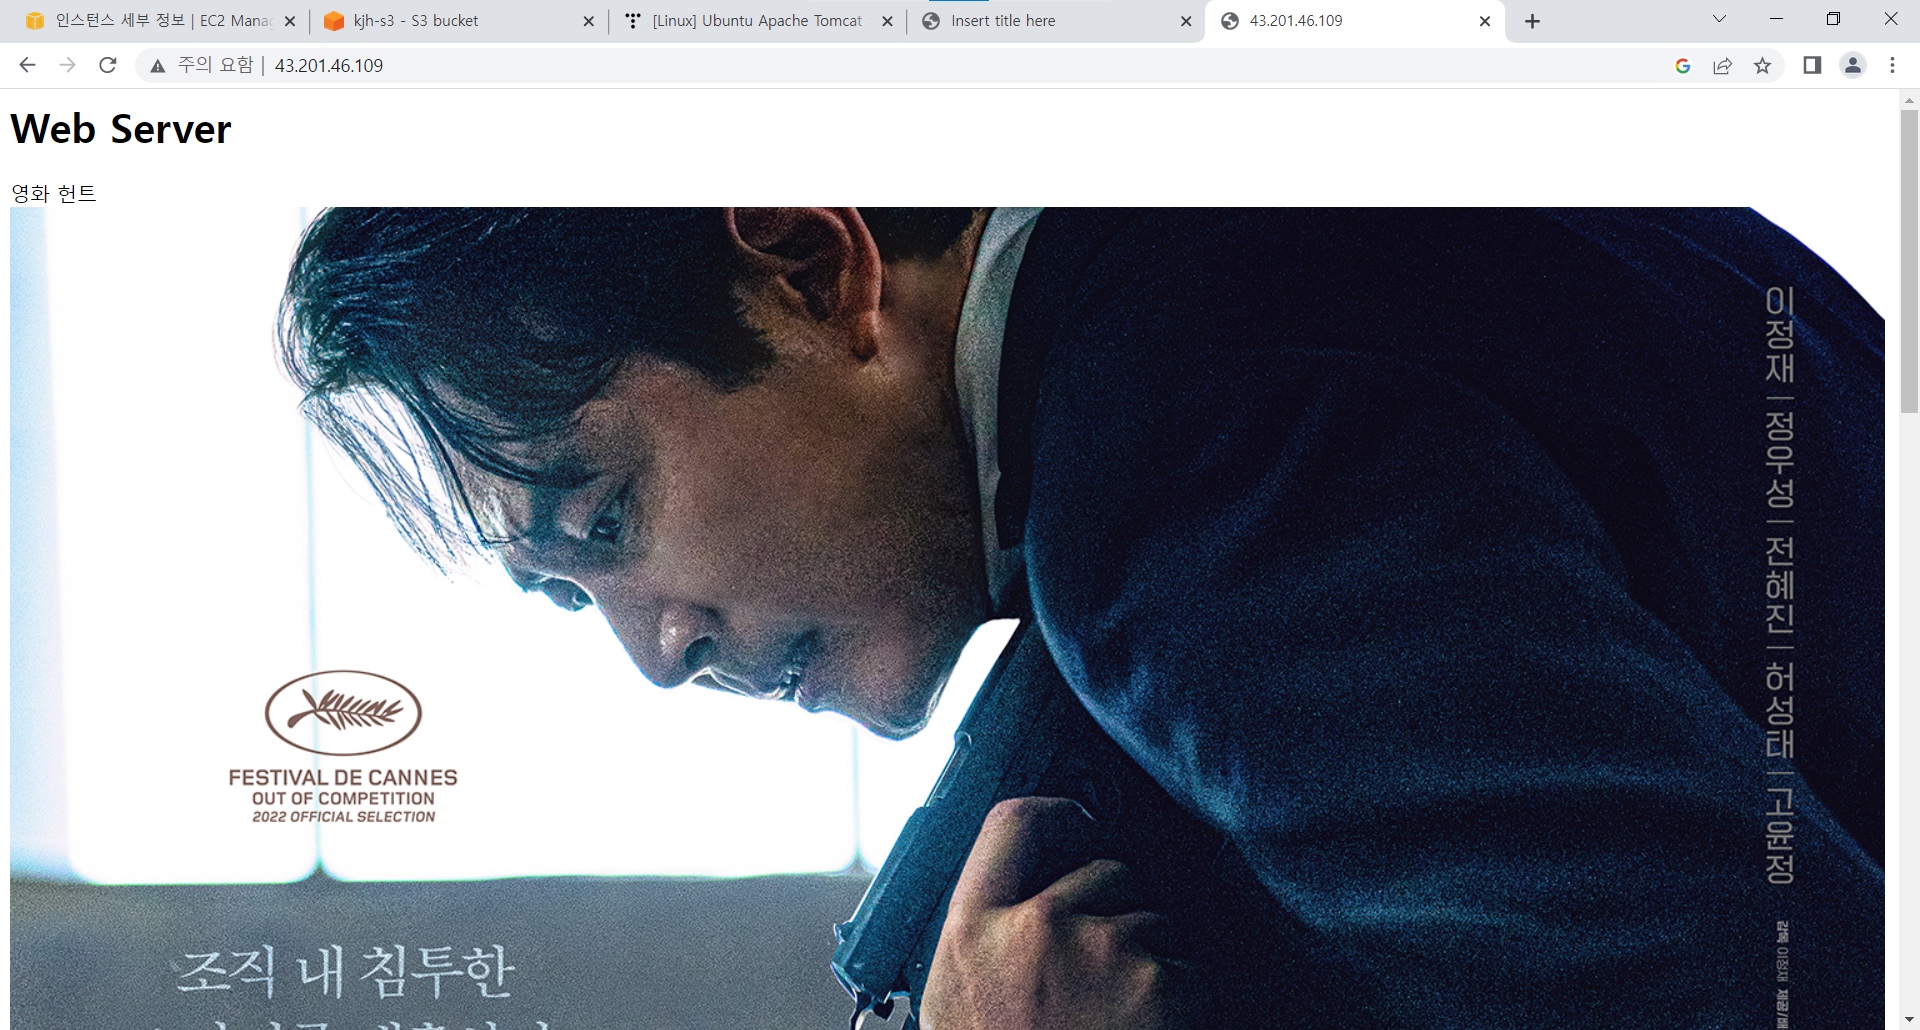 인스턴스 세부 정보 | EC2 Manag
kjh-s3 - S3 bucket
[Linux] Ubuntu Apache Tomcat
Insert title here
43.201.46.109
주의 요함 | 43.201.46.109
Web Server
영화 헌트
이정재 | 정우성 | 전혜진 | 허성태 | 고윤정
FESTIVAL DE CANNES
OUT OF COMPETITION
2022 OFFICIAL SELECTION
조직 내 침투한